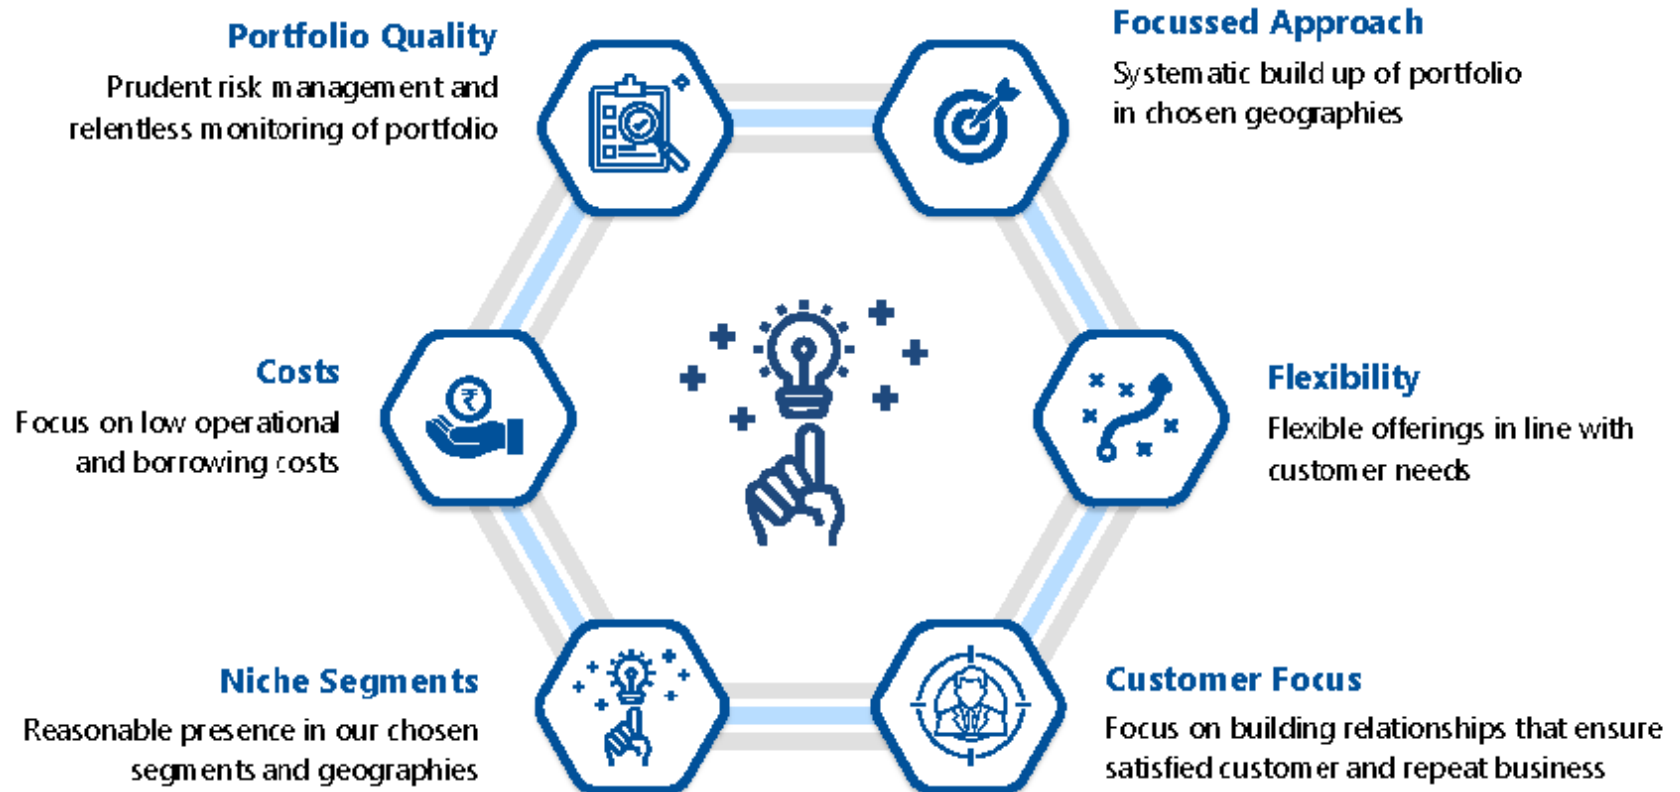 Portfolio Quality
Prudent risk management and
relentless monitoring of portfolio
Focussed Approach
Systematic build up of portfolio
in chosen geographies
Costs
Focus on low operational
and borrowing costs
₹
Flexibility
Flexible offerings in line with
customer needs
Niche Segments
Reasonable presence in our chosen
segments and geographies
Customer Focus
Focus on building relationships that ensure
satisfied customer and repeat business